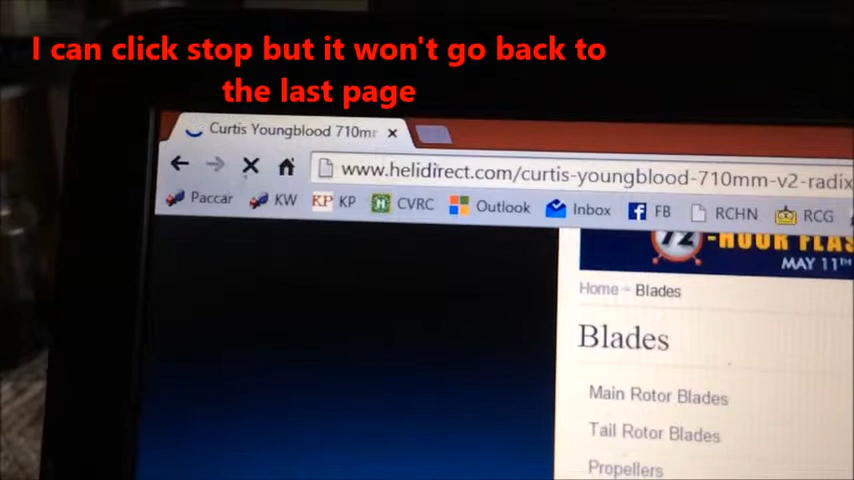 I can click stop but it won't go back to
the last page
Curtis Youngblood 710mm
www.helidirect.com/curtis-youngblood-710mm-v2-radix
Paccar KW KP KP CVRC Outlook Inbox FB RCHN RCG
72-HOUR FLAS
MAY 11TH
Home Blades
Blades
Main Rotor Blades
Tail Rotor Blades
Propellers